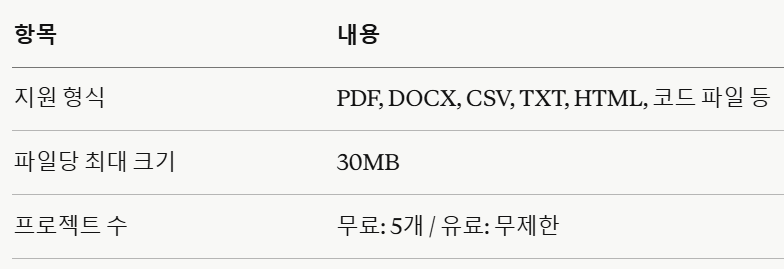 항목 내용
지원 형식 PDF, DOCX, CSV, TXT, HTML, 코드 파일 등
파일당 최대 크기 30MB
프로젝트 수 무료: 5개 / 유료: 무제한